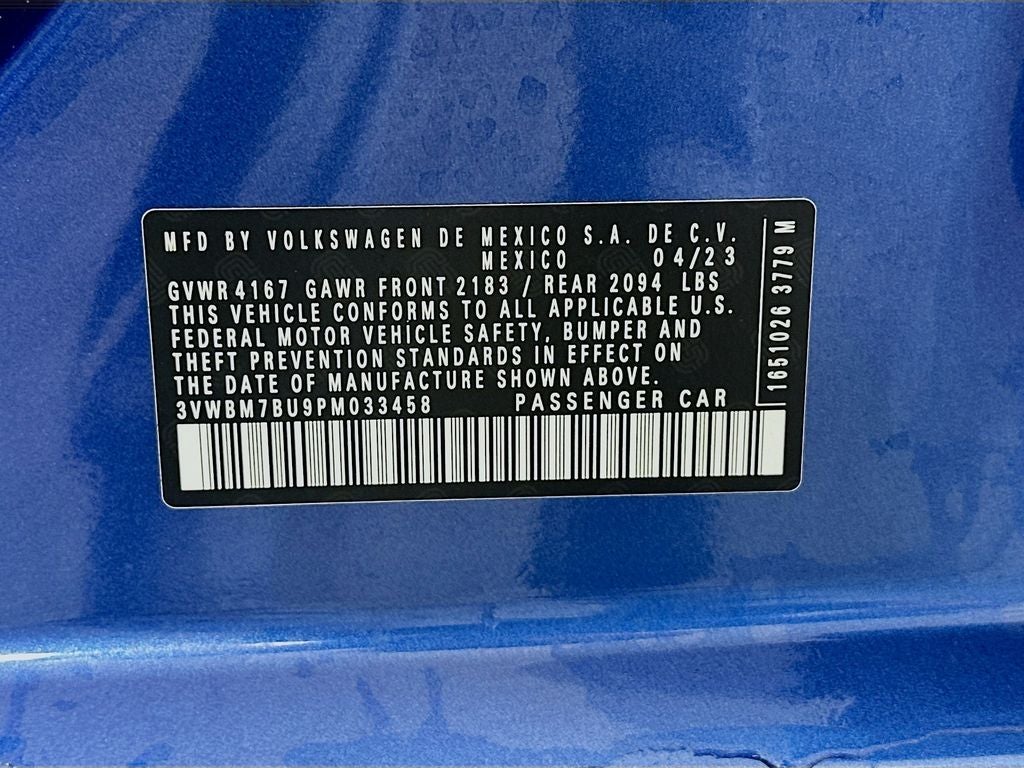 MFD BY VOLKSWAGEN DE MEXICO S.A. DE C.V.
MEXICO 04/23
GVWR 4167 GAWR FRONT 2183 / REAR 2094 LBS
THIS VEHICLE CONFORMS TO ALL APPLICABLE U.S.
FEDERAL MOTOR VEHICLE SAFETY, BUMPER AND
THEFT PREVENTION STANDARDS IN EFFECT ON
THE DATE OF MANUFACTURE SHOWN ABOVE.
3VWBM7BU9PM033458 PASSENGER CAR
1651026 3779 M